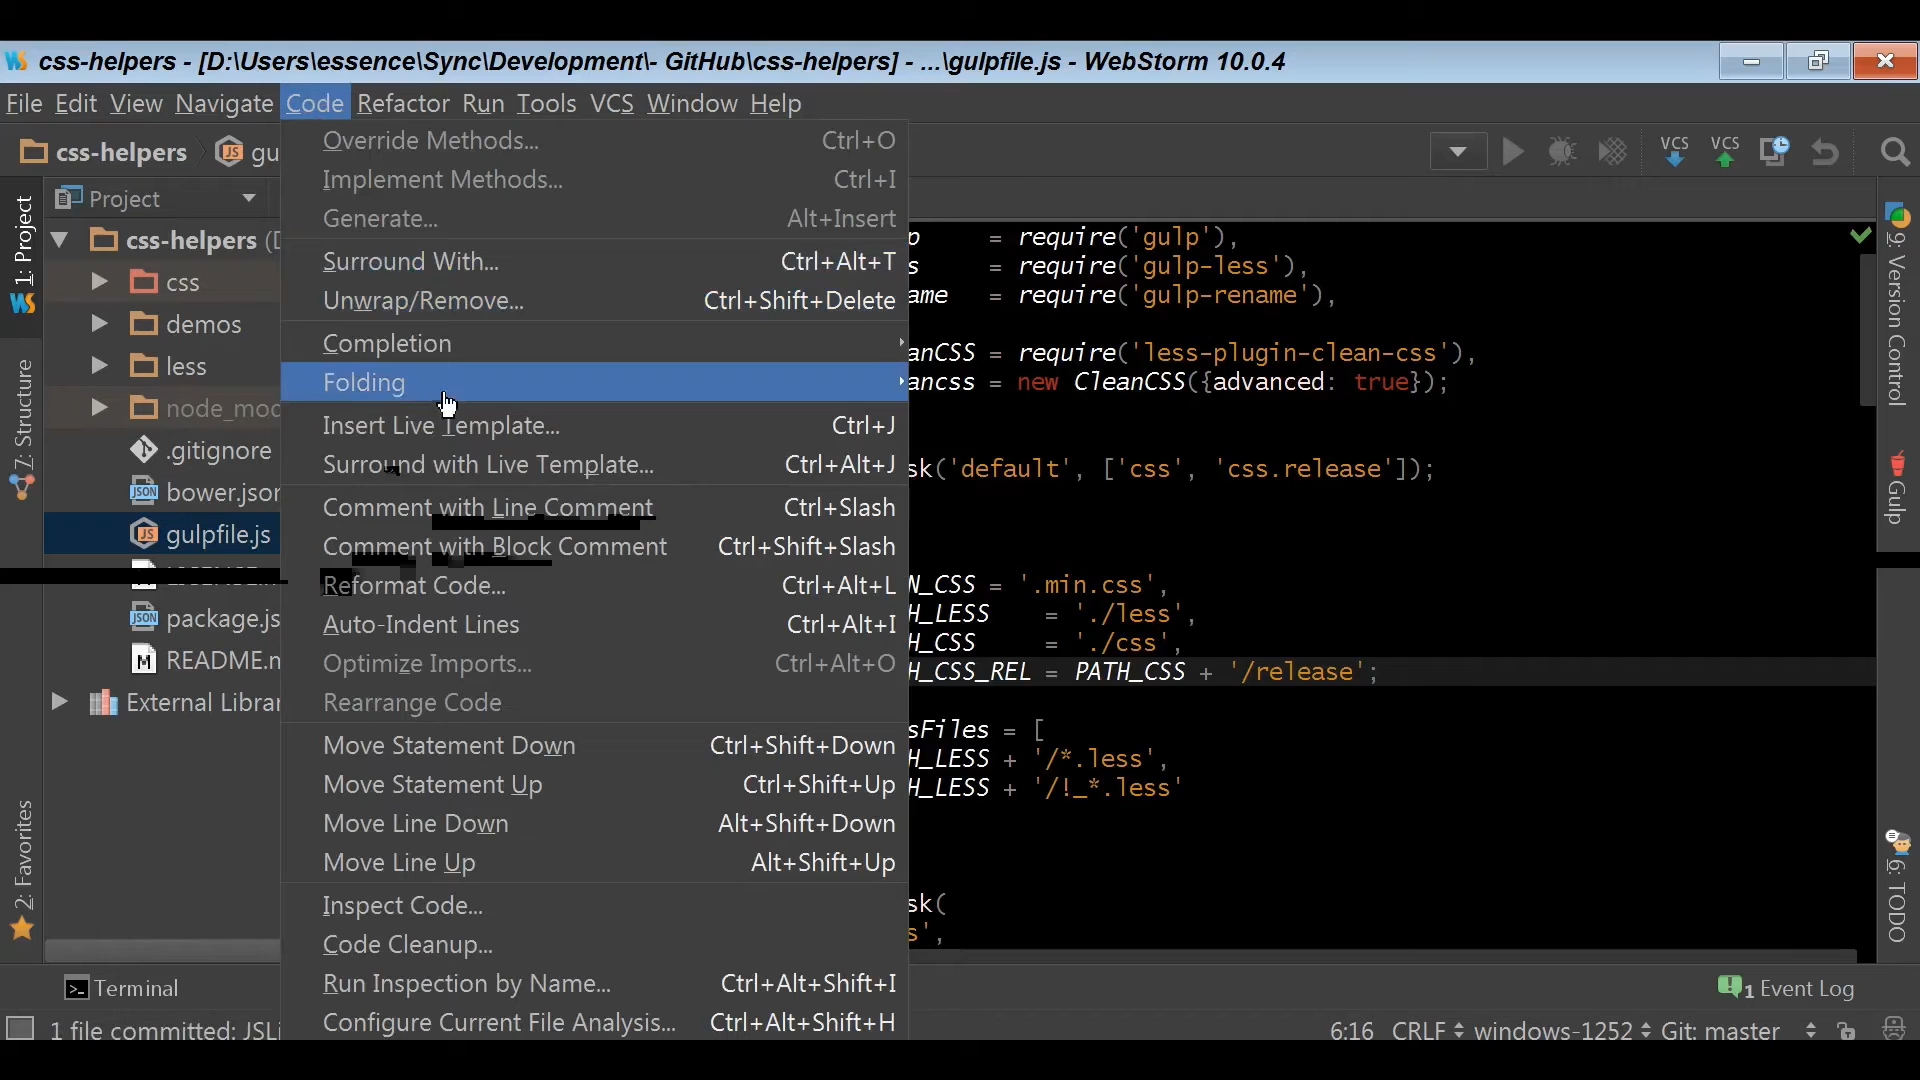 css-helpers - [D:\Users\essence\Sync\Development\- GitHub\css-helpers] - ...\gulpfile.js - WebStorm 10.0.4
File Edit View Navigate Code Refactor Run Tools VCS Window Help
css-helpers
VCS VCS
Project
1: Project
7: Structure
2: Favorites
css-helpers
css
demos
less
.gitignore
bower.json
gulpfile.js
package.js
README.m
External Librar
Override Methods... Ctrl+O
Implement Methods... Ctrl+I
Generate... Alt+Insert
Surround With... Ctrl+Alt+T
Unwrap/Remove... Ctrl+Shift+Delete
Completion
Folding
Insert Live Template... Ctrl+J
Surround with Live Template... Ctrl+Alt+J
Comment with Line Comment Ctrl+Slash
Comment with Block Comment Ctrl+Shift+Slash
Reformat Code... Ctrl+Alt+L
Auto-Indent Lines Ctrl+Alt+I
Optimize Imports... Ctrl+Alt+O
Rearrange Code
Move Statement Down Ctrl+Shift+Down
Move Statement Up Ctrl+Shift+Up
Move Line Down Alt+Shift+Down
Move Line Up Alt+Shift+Up
Inspect Code...
Code Cleanup...
Run Inspection by Name... Ctrl+Alt+Shift+I
Configure Current File Analysis... Ctrl+Alt+Shift+H
p = require('gulp'),
s = require('gulp-less'),
ame = require('gulp-rename'),
anCSS = require('less-plugin-clean-css'),
ancss = new CleanCSS({advanced: true});
sk('default', ['css', 'css.release']);
N_CSS = '.min.css',
H_LESS = './less',
H_CSS = './css',
H_CSS_REL = PATH_CSS + '/release';
sFiles = [
H_LESS + '/*.less',
H_LESS + '/!_*.less'
sk(
s',
9: Version Control
Gulp
6: TODO
Terminal
1 Event Log
1 file committed: JSLi
6:16 CRLF windows-1252 Git: master